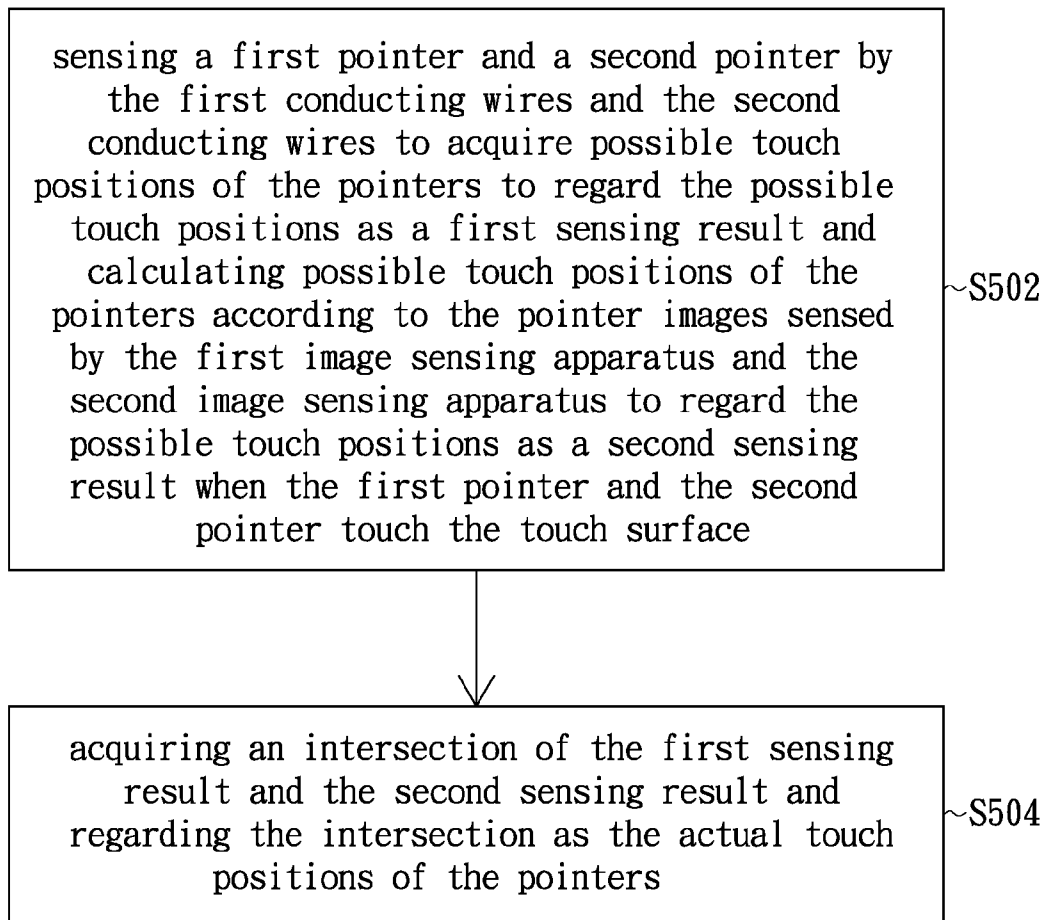 sensing a first pointer and a second pointer by
the first conducting wires and the second
conducting wires to acquire possible touch
positions of the pointers to regard the possible
touch positions as a first sensing result and
calculating possible touch positions of the
pointers according to the pointer images sensed
by the first image sensing apparatus and the
second image sensing apparatus to regard the
possible touch positions as a second sensing
result when the first pointer and the second
pointer touch the touch surface
~S502
acquiring an intersection of the first sensing
result and the second sensing result and
regarding the intersection as the actual touch
positions of the pointers
~S504